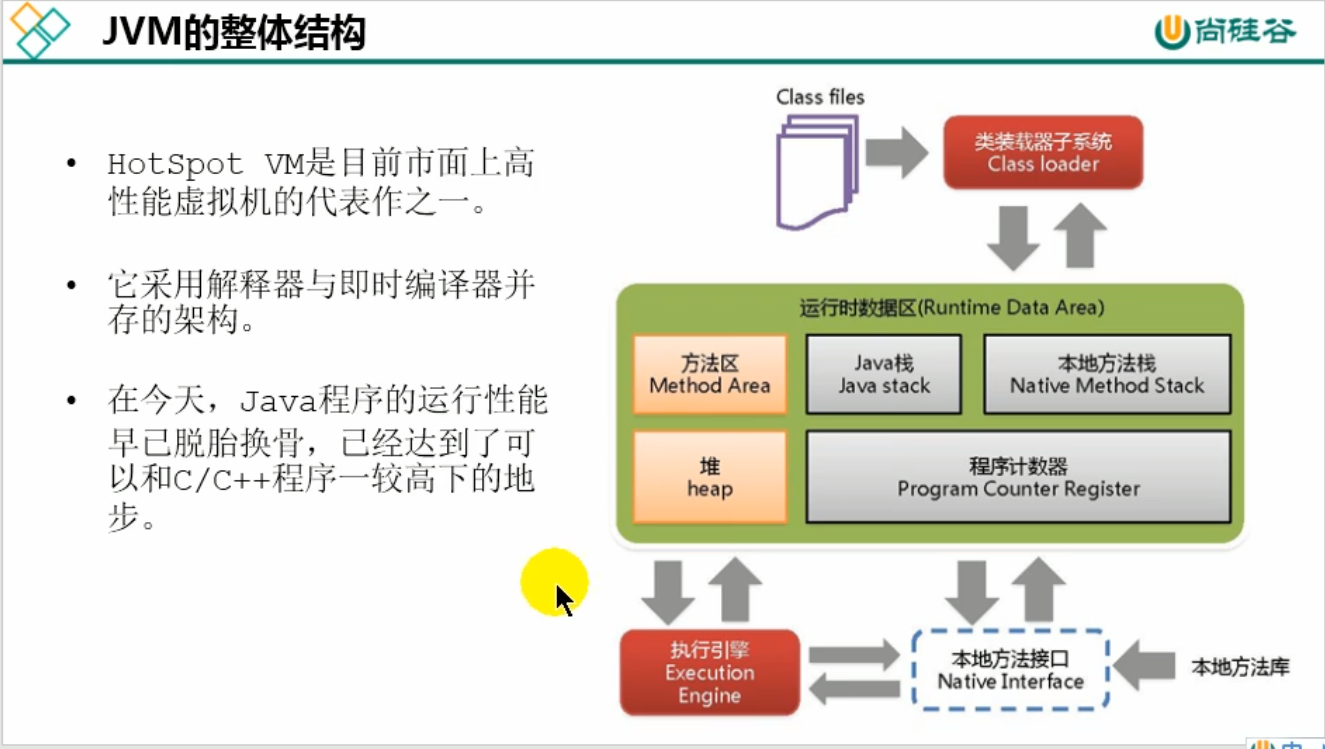 JVM的整体结构
尚硅谷
• HotSpot VM是目前市面上高
性能虚拟机的代表作之一。
• 它采用解释器与即时编译器并
存的架构。
• 在今天，Java程序的运行性能
早已脱胎换骨，已经达到了可
以和C/C++程序一较高下的地
步。
Class files
类装载器子系统
Class loader
运行时数据区(Runtime Data Area)
方法区
Method Area
Java栈
Java stack
本地方法栈
Native Method Stack
堆
heap
程序计数器
Program Counter Register
执行引擎
Execution
Engine
本地方法接口
Native Interface
本地方法库